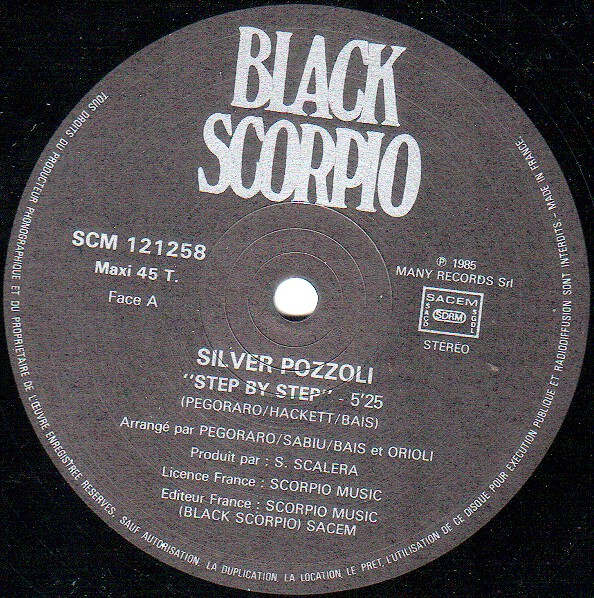 BLACK
SCORPIO
SCM 121258
Maxi 45 T.
Face A
℗ 1985
MANY RECORDS Srl
SACEM
SACD
SDRM
SGDL
STEREO
SILVER POZZOLI
"STEP BY STEP" - 5'25
(PEGORARO/HACKETT/BAIS)
Arrangé par PEGORARO/SABIU/BAIS et ORIOLI
Produit par : S. SCALERA
Licence France : SCORPIO MUSIC
Editeur France : SCORPIO MUSIC
(BLACK SCORPIO) SACEM
TOUS DROITS DU PRODUCTEUR PHONOGRAPHIQUE ET DU PROPRIETAIRE DE L'ŒUVRE ENREGISTREE RESERVES. SAUF AUTORISATION, LA DUPLICATION, LA LOCATION, LE PRET, L'UTILISATION DE CE DISQUE POUR EXECUTION PUBLIQUE ET RADIODIFFUSION SONT INTERDITS - MADE IN FRANCE.